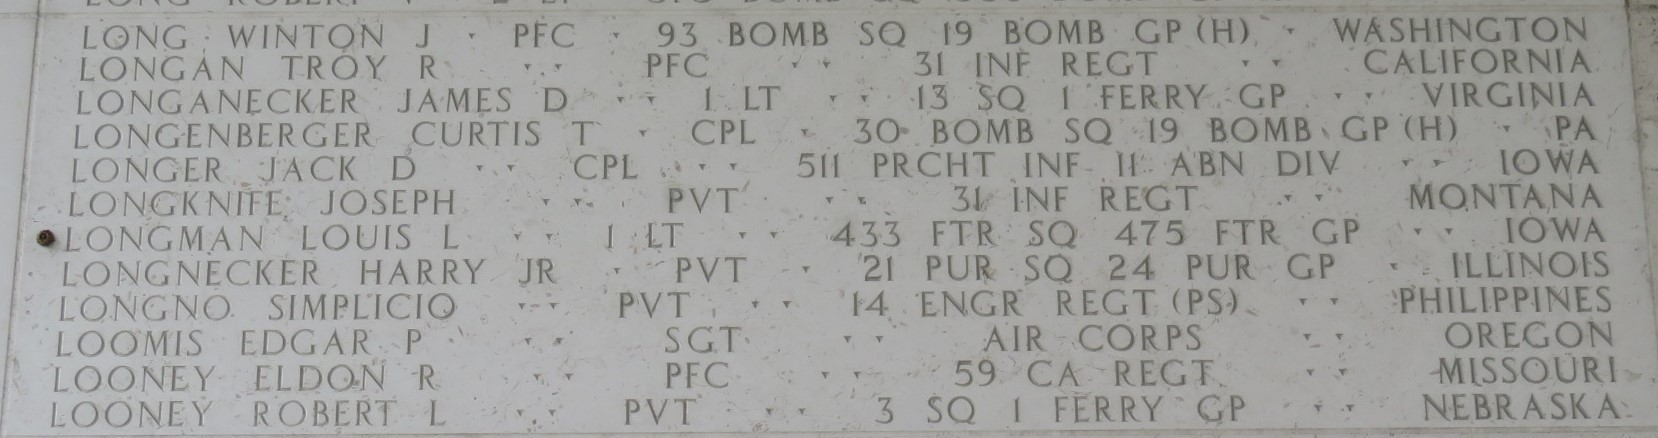 LONG WINTON J · PFC · 93 BOMB SQ 19 BOMB GP (H) · WASHINGTON
LONGAN TROY R · · PFC · · 31 INF REGT · · CALIFORNIA
LONGANECKER JAMES D · · 1 LT · · 13 SQ 1 FERRY GP · · VIRGINIA
LONGENBERGER CURTIS T · CPL · 30 BOMB SQ 19 BOMB GP (H) · PA
LONGER JACK D · · CPL · · 511 PRCHT INF 11 ABN DIV · · IOWA
LONGKNIFE JOSEPH · · PVT · · 31 INF REGT · · MONTANA
LONGMAN LOUIS L · · 1 LT · · 433 FTR SQ 475 FTR GP · · IOWA
LONGNECKER HARRY JR · PVT · 21 PUR SQ 24 PUR GP · ILLINOIS
LONGNO SIMPLICIO · · PVT · · 14 ENGR REGT (PS) · · PHILIPPINES
LOOMIS EDGAR P · · SGT · · AIR CORPS · · OREGON
LOONEY ELDON R · · PFC · · 59 CA REGT · · MISSOURI
LOONEY ROBERT L · · PVT · · 3 SQ 1 FERRY GP · · NEBRASKA